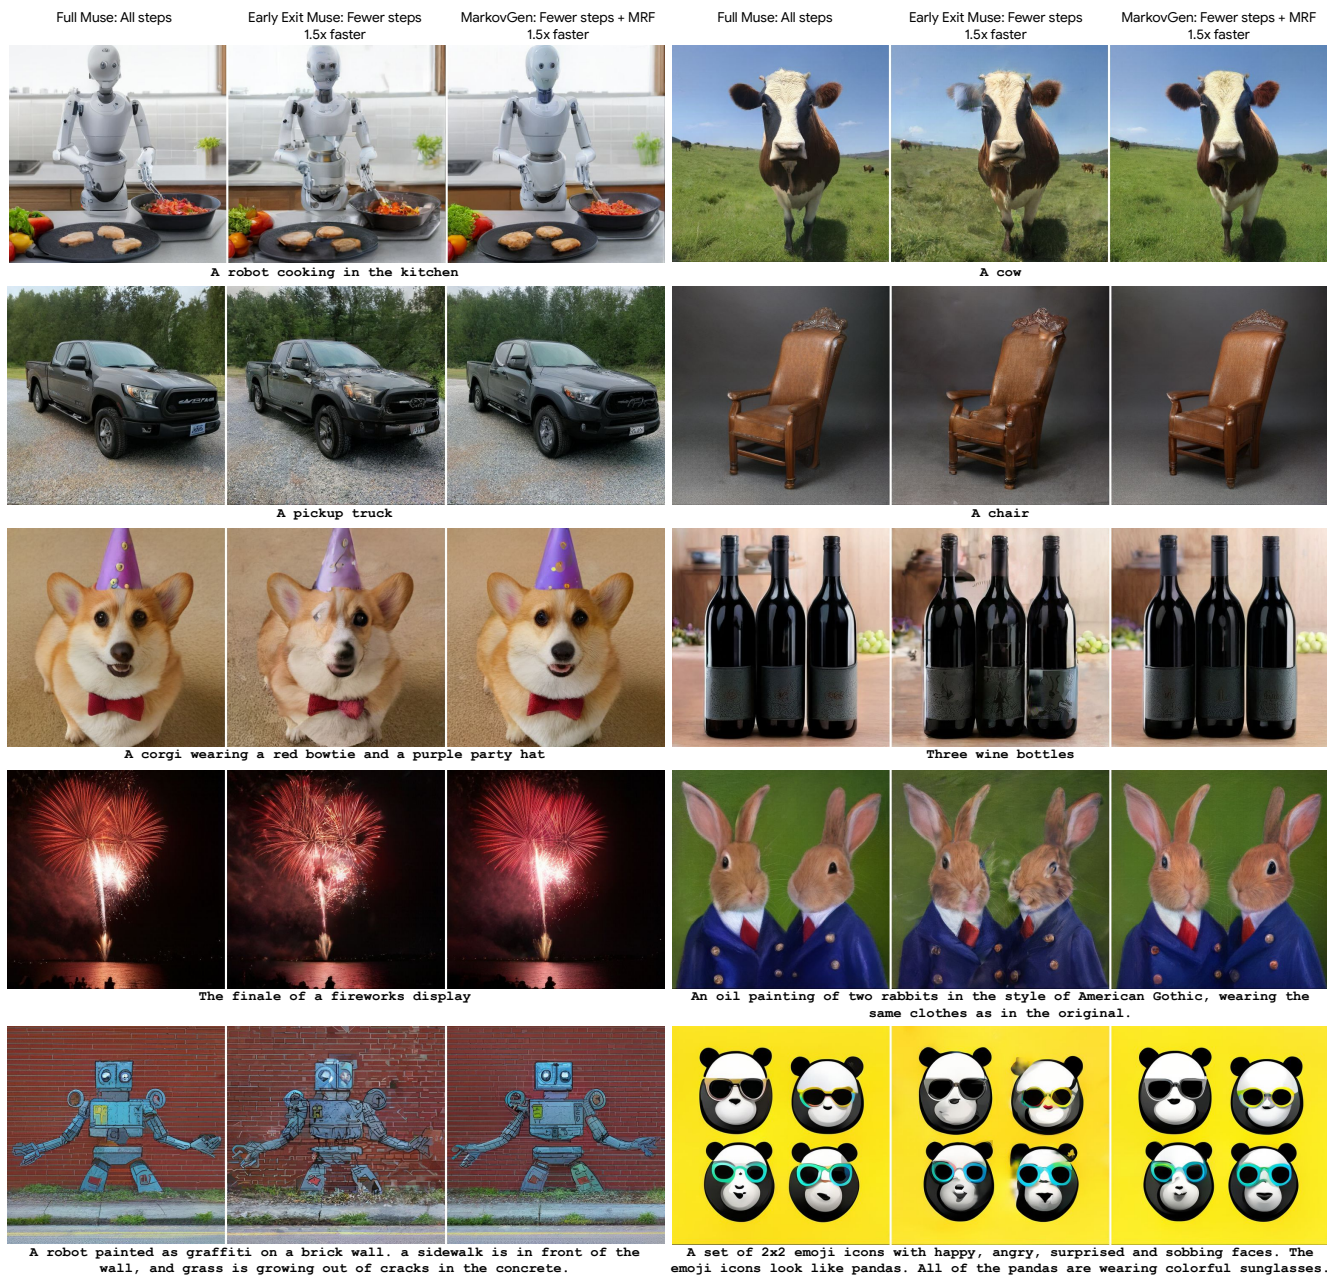 Full Muse: All steps
Early Exit Muse: Fewer steps
1.5x faster
MarkovGen: Fewer steps + MRF
1.5x faster
Full Muse: All steps
Early Exit Muse: Fewer steps
1.5x faster
MarkovGen: Fewer steps + MRF
1.5x faster
A robot cooking in the kitchen
A cow
A pickup truck
A chair
A corgi wearing a red bowtie and a purple party hat
Three wine bottles
The finale of a fireworks display
An oil painting of two rabbits in the style of American Gothic, wearing the
same clothes as in the original.
A robot painted as graffiti on a brick wall. a sidewalk is in front of the
wall, and grass is growing out of cracks in the concrete.
A set of 2x2 emoji icons with happy, angry, surprised and sobbing faces. The
emoji icons look like pandas. All of the pandas are wearing colorful sunglasses.